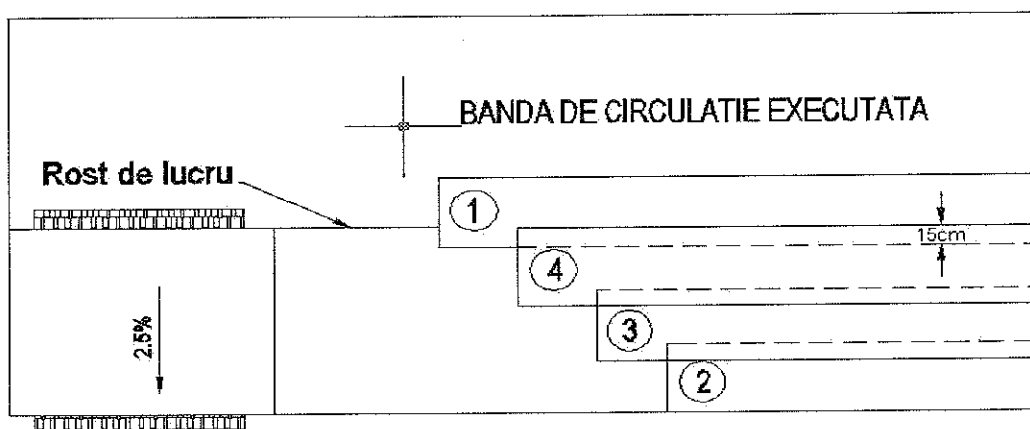 BANDA DE CIRCULATIE EXECUTATA
Rost de lucru
1
15cm
4
3
2.5%
2